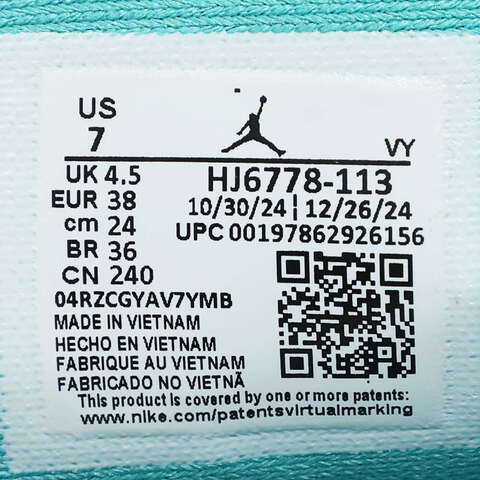 US
7
VY
UK 4.5
EUR 38
cm 24
BR 36
CN 240
HJ6778-113
10/30/24 | 12/26/24
UPC 00197862926156
04RZCGYAV7YMB
MADE IN VIETNAM
HECHO EN VIETNAM
FABRIQUE AU VIETNAM
FABRICADO NO VIETNÃ
This product is covered by one or more patents:
www.nike.com/patentsvirtualmarking